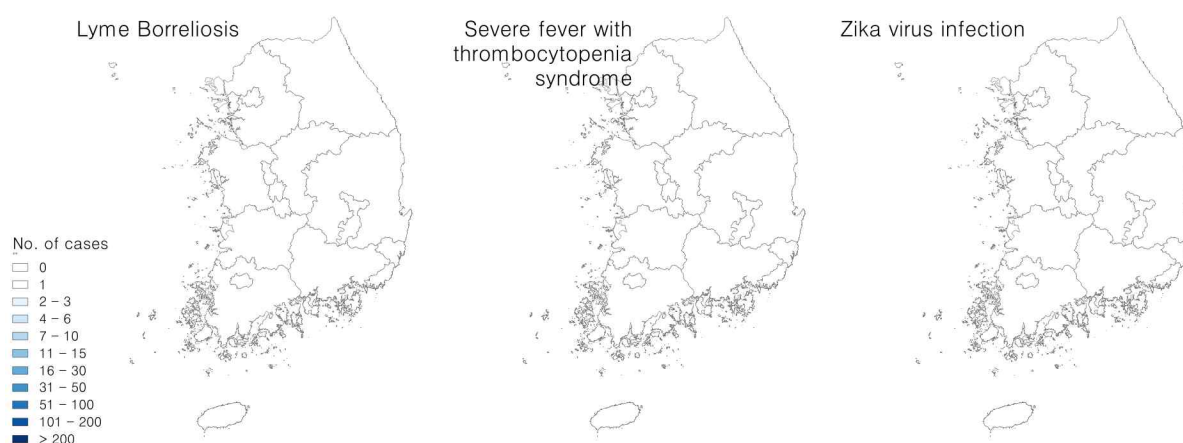 Lyme Borreliosis
Severe fever with
thrombocytopenia
syndrome
Zika virus infection
No. of cases
0
1
2 – 3
4 – 6
7 – 10
11 – 15
16 – 30
31 – 50
51 – 100
101 – 200
> 200